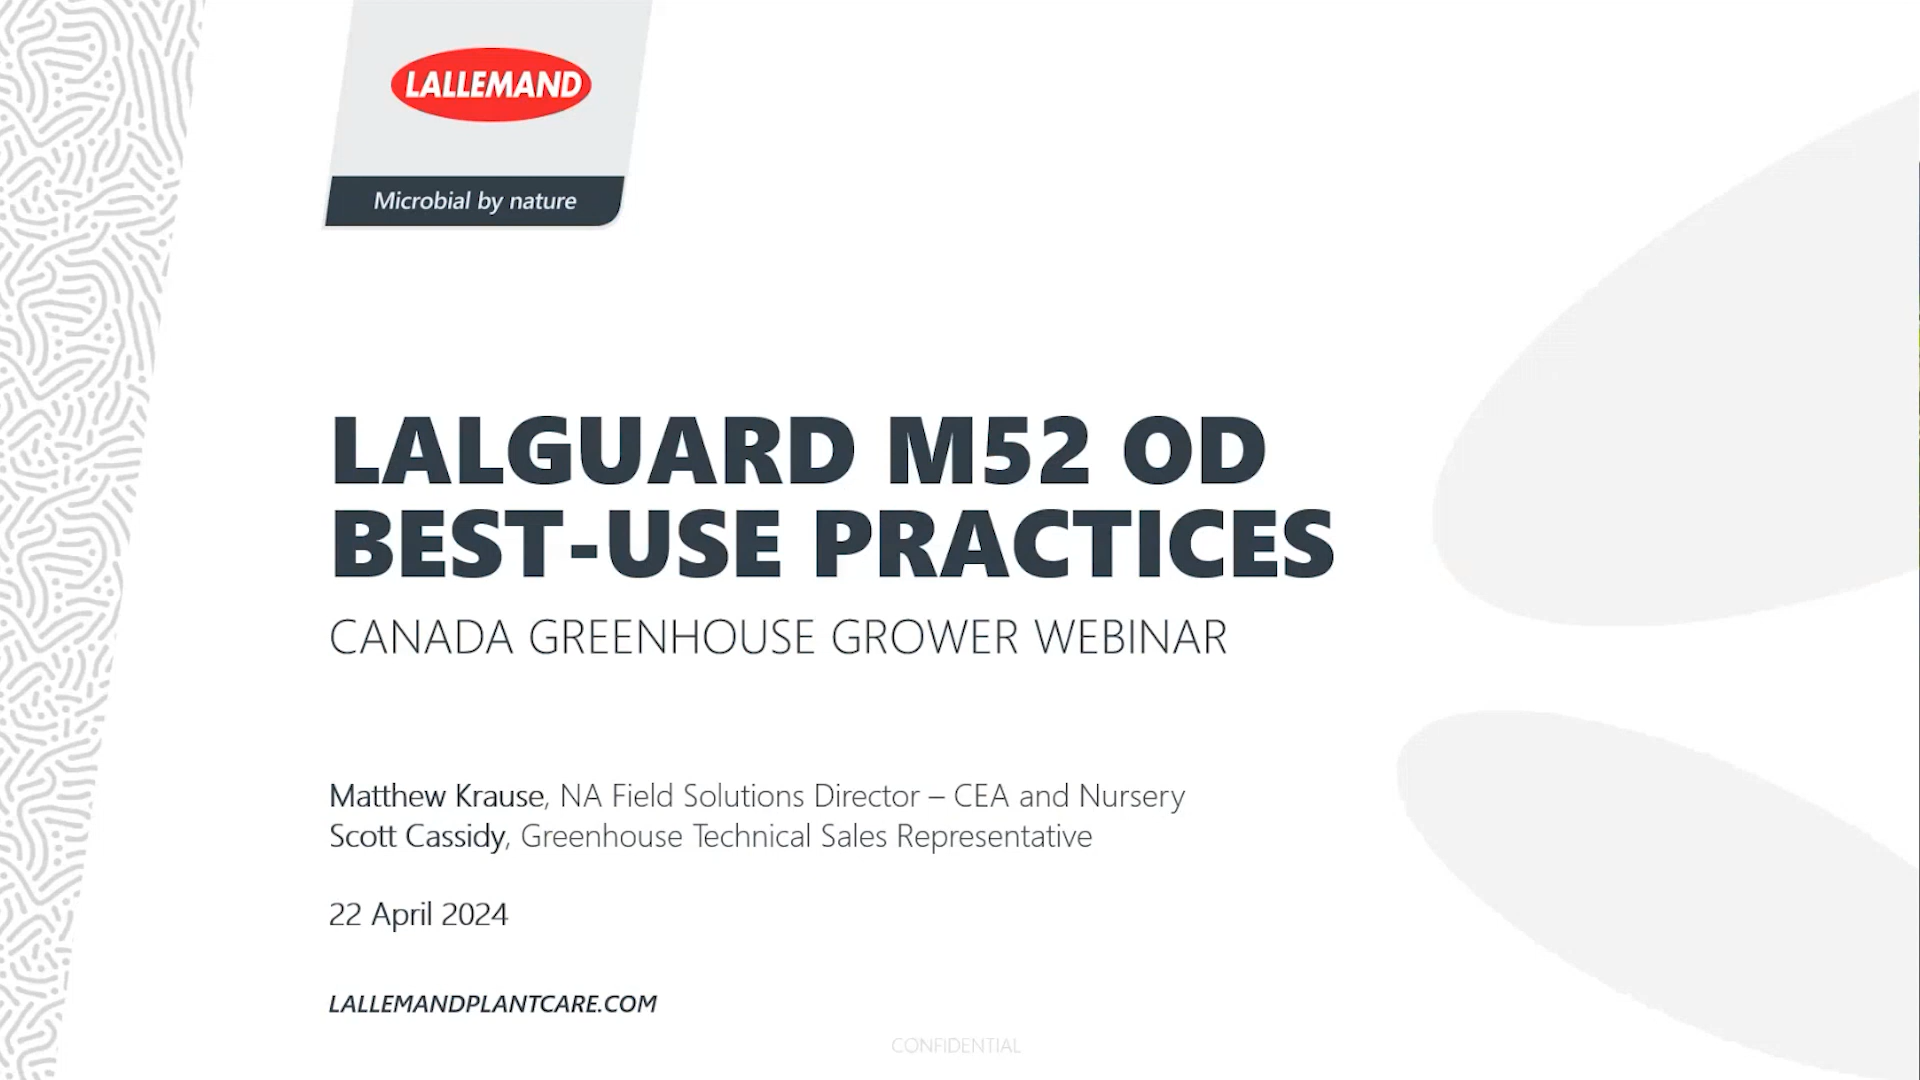 LALLEMAND
Microbial by nature
LALGUARD M52 OD
BEST-USE PRACTICES
CANADA GREENHOUSE GROWER WEBINAR
Matthew Krause, NA Field Solutions Director – CEA and Nursery
Scott Cassidy, Greenhouse Technical Sales Representative
22 April 2024
LALLEMANDPLANTCARE.COM
CONFIDENTIAL